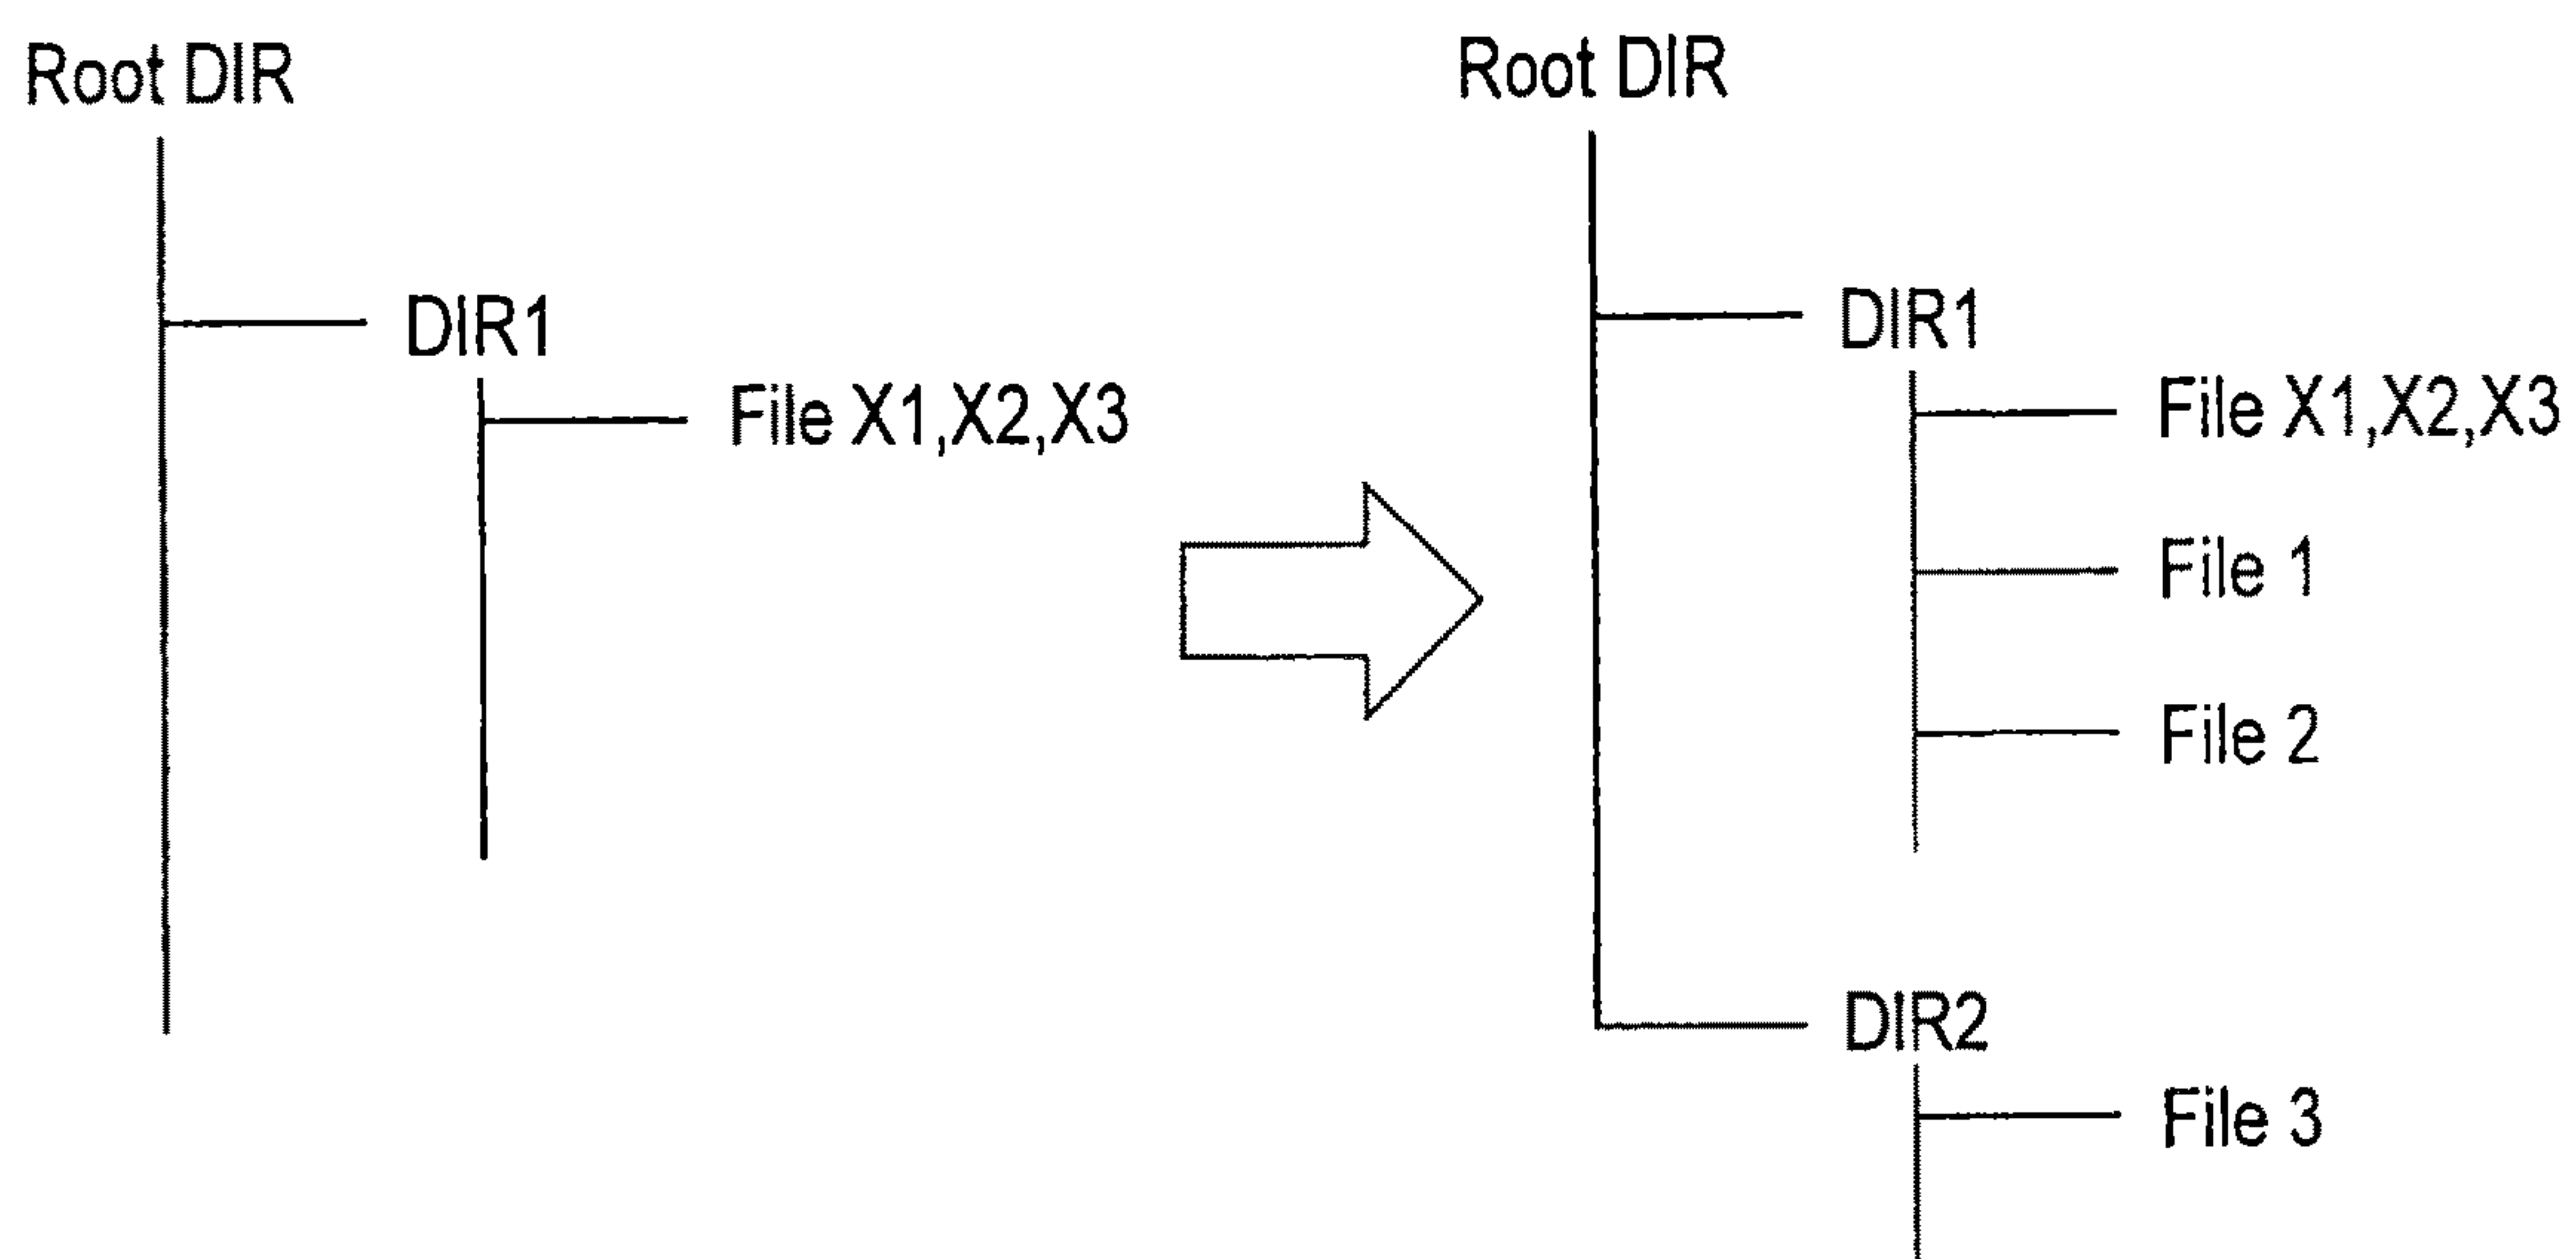 Root DIR
DIR1
File X1,X2,X3
Root DIR
DIR1
File X1,X2,X3
File 1
File 2
DIR2
File 3